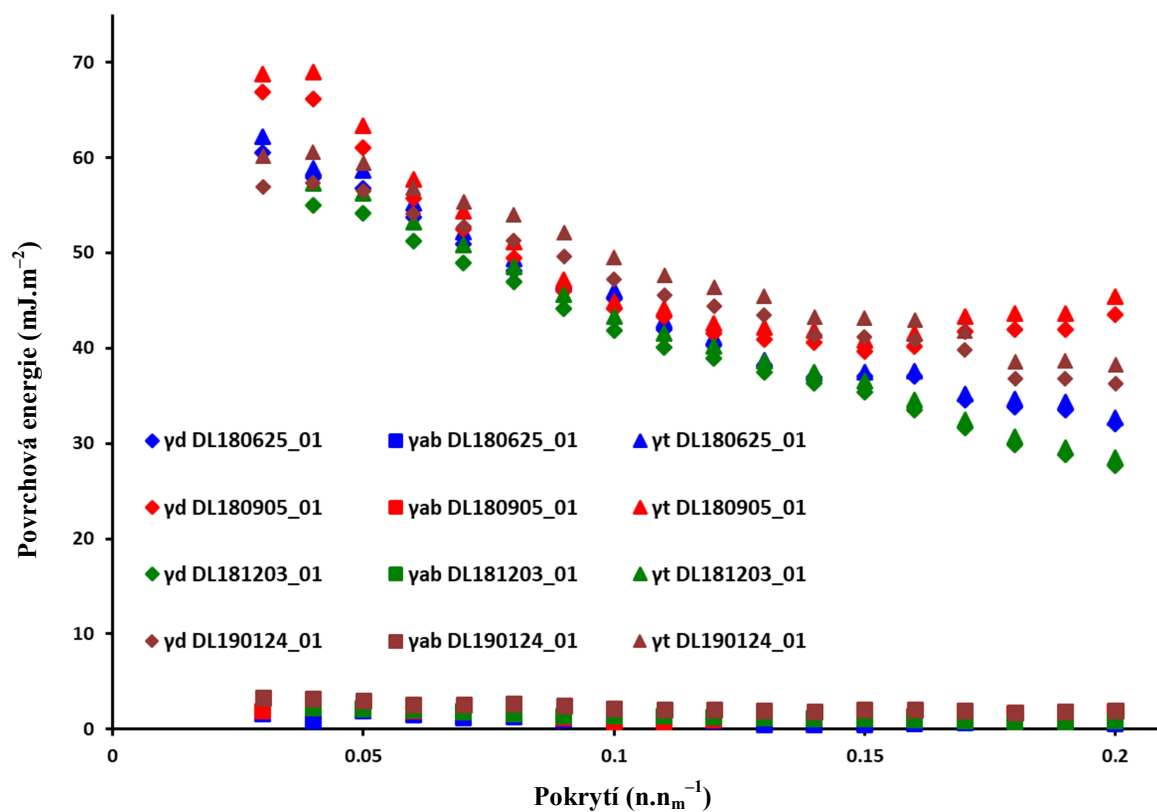 70
60
50
40
30
20
10
0
Povrchová energie (mJ.m⁻²)
γd DL180625_01 γab DL180625_01 γt DL180625_01
γd DL180905_01 γab DL180905_01 γt DL180905_01
γd DL181203_01 γab DL181203_01 γt DL181203_01
γd DL190124_01 γab DL190124_01 γt DL190124_01
0 0.05 0.1 0.15 0.2
Pokrytí (n.nₘ⁻¹)